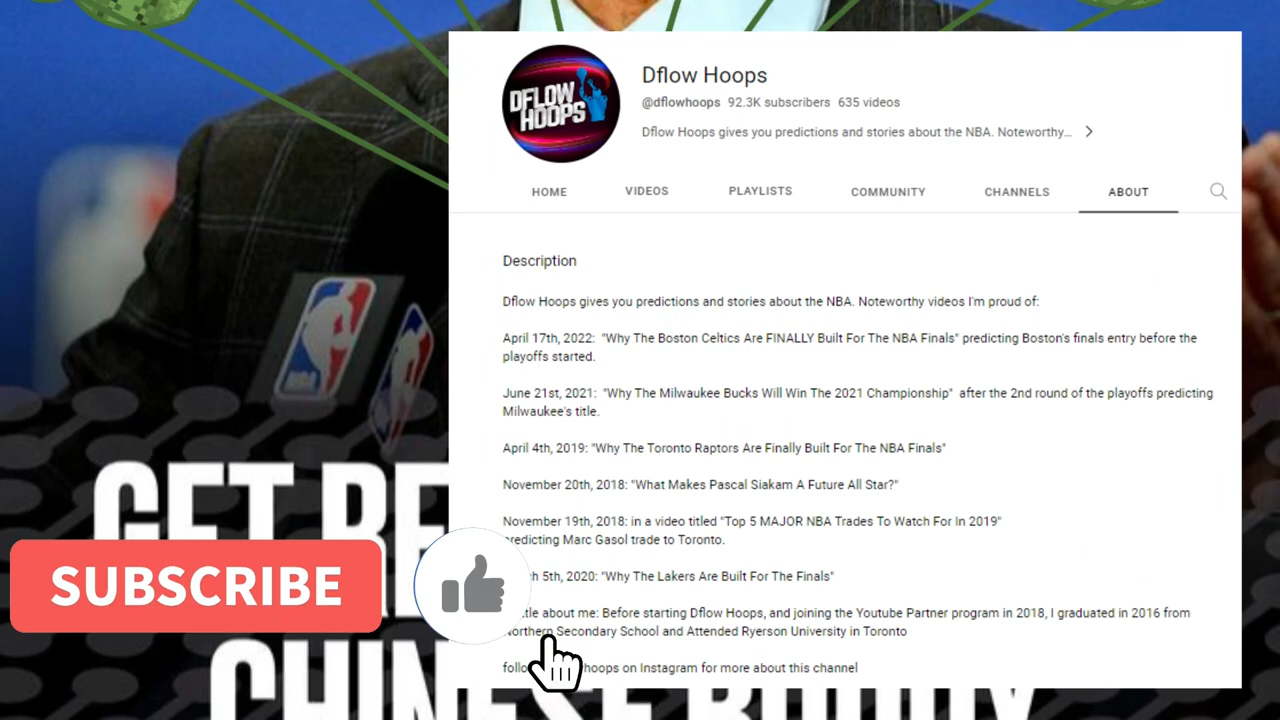 DFLOW
HOOPS
Dflow Hoops
@dflowhoops 92.3K subscribers 635 videos
Dflow Hoops gives you predictions and stories about the NBA. Noteworthy...
HOME VIDEOS PLAYLISTS COMMUNITY CHANNELS ABOUT
Description
Dflow Hoops gives you predictions and stories about the NBA. Noteworthy videos I'm proud of:
April 17th, 2022: "Why The Boston Celtics Are FINALLY Built For The NBA Finals" predicting Boston's finals entry before the
playoffs started.
June 21st, 2021: "Why The Milwaukee Bucks Will Win The 2021 Championship" after the 2nd round of the playoffs predicting
Milwaukee's title.
April 4th, 2019: "Why The Toronto Raptors Are Finally Built For The NBA Finals"
November 20th, 2018: "What Makes Pascal Siakam A Future All Star?"
November 19th, 2018: in a video titled "Top 5 MAJOR NBA Trades To Watch For In 2019"
predicting Marc Gasol trade to Toronto.
5th, 2020: "Why The Lakers Are Built For The Finals"
about me: Before starting Dflow Hoops, and joining the Youtube Partner program in 2018, I graduated in 2016 from
Northern Secondary School and Attended Ryerson University in Toronto
hoops on Instagram for more about this channel
NBA
GET
SUBSCRIBE
CHINESE